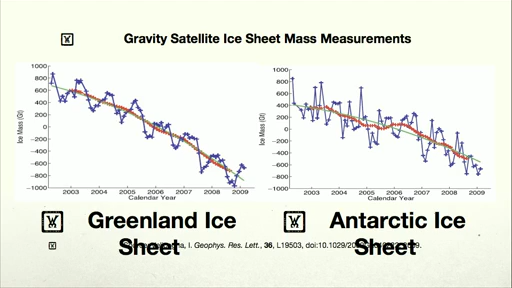 Gravity Satellite Ice Sheet Mass Measurements
1000
800
600
400
200
0
−200
−400
−600
−800
−1000
Ice Mass (Gt)
2003 2004 2005 2006 2007 2008 2009
Calendar Year
1000
800
600
400
200
0
−200
−400
−600
−800
−1000
Ice Mass (Gt)
2003 2004 2005 2006 2007 2008 2009
Calendar Year
Greenland Ice
Sheet
Antarctic Ice
Sheet
I. Geophys. Res. Lett., 36, L19503, doi:10.1029/